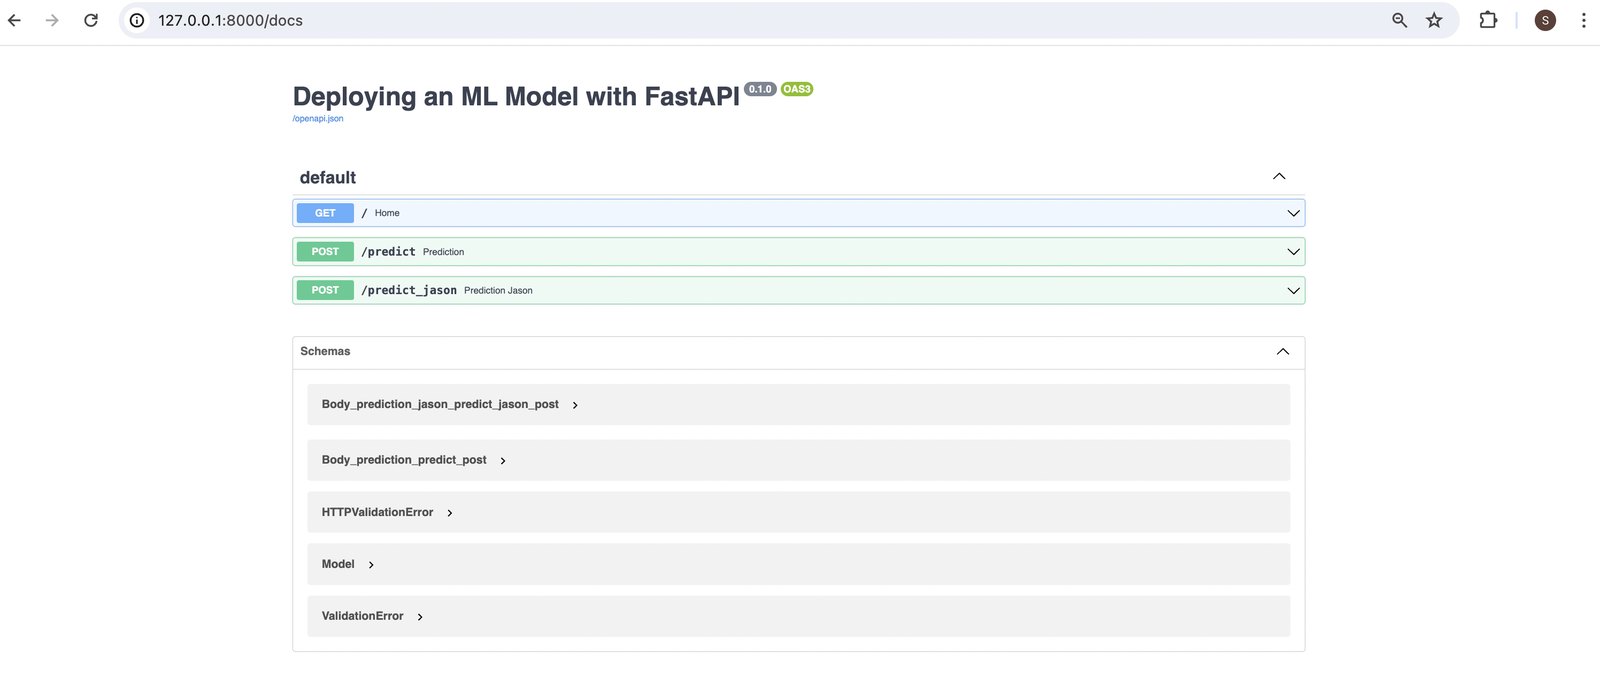 127.0.0.1:8000/docs
S
Deploying an ML Model with FastAPI 0.1.0 OAS3
/openapi.json
default
GET / Home
POST /predict Prediction
POST /predict_jason Prediction Jason
Schemas
Body_prediction_jason_predict_jason_post
Body_prediction_predict_post
HTTPValidationError
Model
ValidationError